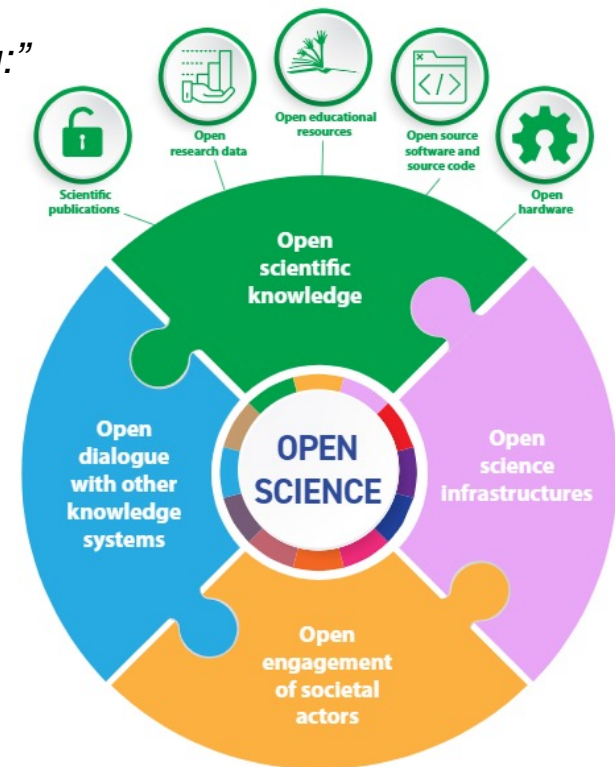 :”
Scientific
publications
Open
research data
Open educational
resources
Open source
software and
source code
Open
hardware
</>
Open
scientific
knowledge
Open
dialogue
with other
knowledge
systems
OPEN
SCIENCE
Open
science
infrastructures
Open
engagement
of societal
actors